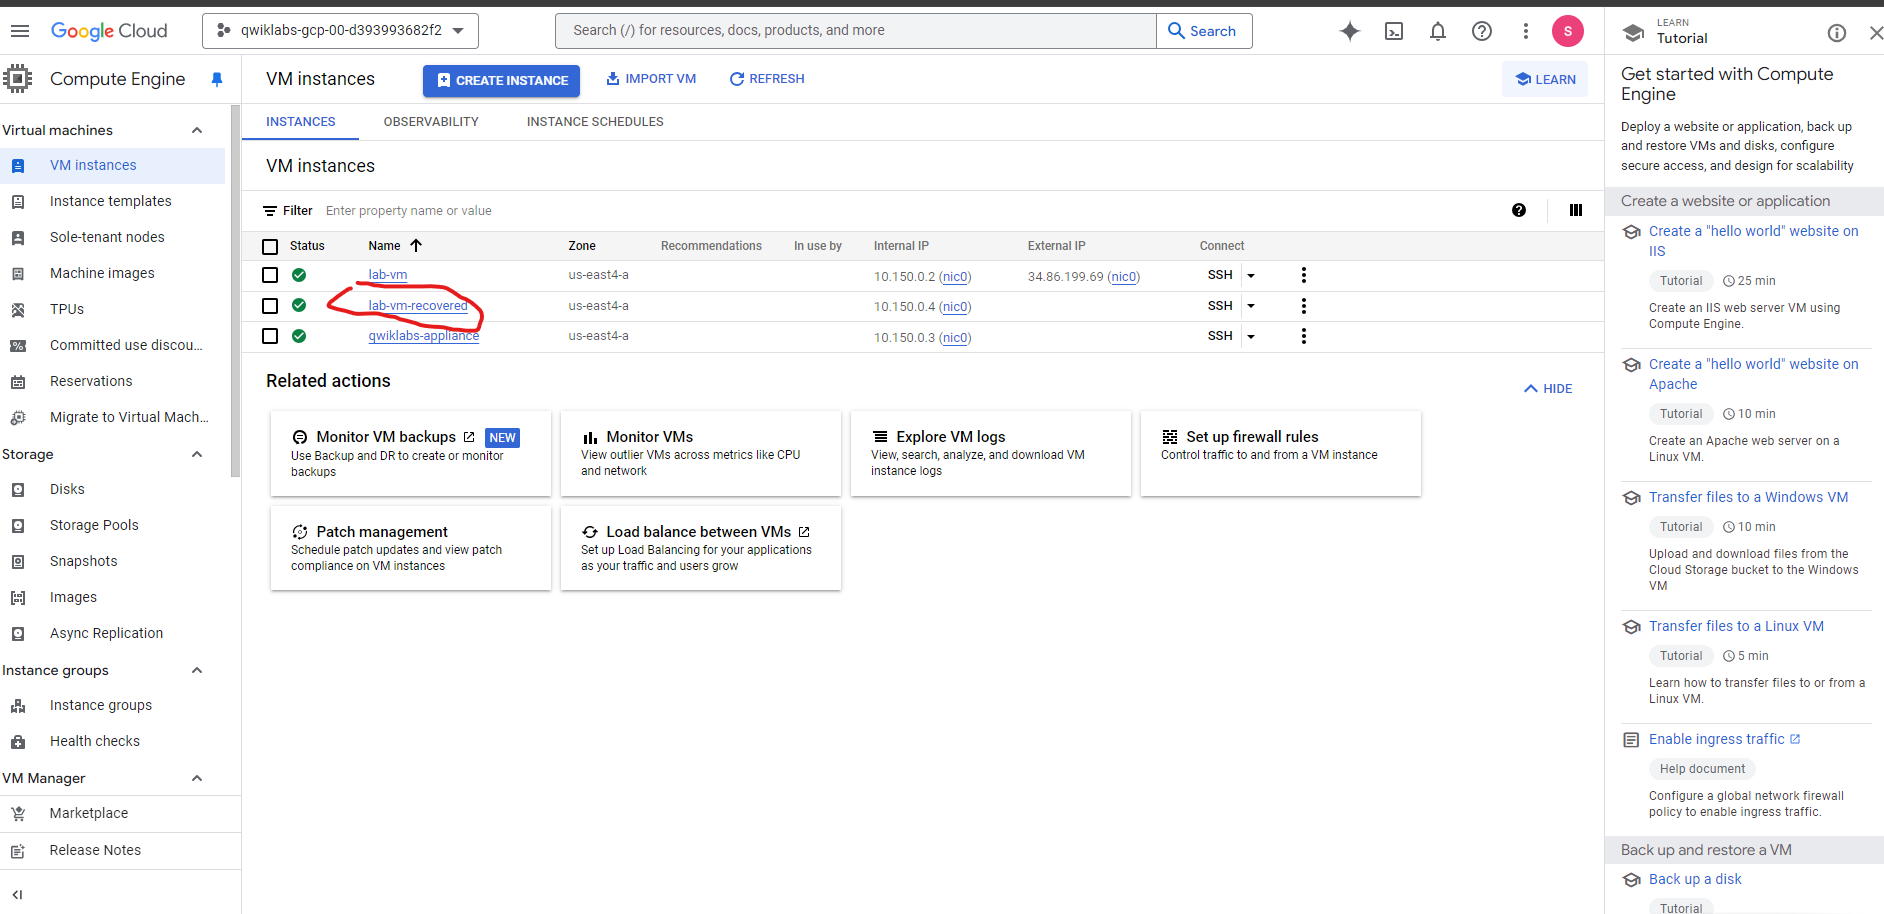 Google Cloud
qwiklabs-gcp-00-d393993682f2
Search (/) for resources, docs, products, and more
Search
S
LEARN
Tutorial
Compute Engine
VM instances
CREATE INSTANCE
IMPORT VM
REFRESH
LEARN
Virtual machines
VM instances
Instance templates
Sole-tenant nodes
Machine images
TPUs
Committed use discou...
Reservations
Migrate to Virtual Mach...
Storage
Disks
Storage Pools
Snapshots
Images
Async Replication
Instance groups
Instance groups
Health checks
VM Manager
Marketplace
Release Notes
INSTANCES OBSERVABILITY INSTANCE SCHEDULES
VM instances
Filter Enter property name or value
Status Name Zone Recommendations In use by Internal IP External IP Connect
lab-vm us-east4-a 10.150.0.2 (nic0) 34.86.199.69 (nic0) SSH
lab-vm-recovered us-east4-a 10.150.0.4 (nic0) SSH
qwiklabs-appliance us-east4-a 10.150.0.3 (nic0) SSH
Related actions
HIDE
Monitor VM backups NEW
Use Backup and DR to create or monitor
backups
Monitor VMs
View outlier VMs across metrics like CPU
and network
Explore VM logs
View, search, analyze, and download VM
instance logs
Set up firewall rules
Control traffic to and from a VM instance
Patch management
Schedule patch updates and view patch
compliance on VM instances
Load balance between VMs
Set up Load Balancing for your applications
as your traffic and users grow
Get started with Compute
Engine
Deploy a website or application, back up
and restore VMs and disks, configure
secure access, and design for scalability
Create a website or application
Create a "hello world" website on
IIS
Tutorial 25 min
Create an IIS web server VM using
Compute Engine.
Create a "hello world" website on
Apache
Tutorial 10 min
Create an Apache web server on a
Linux VM.
Transfer files to a Windows VM
Tutorial 10 min
Upload and download files from the
Cloud Storage bucket to the Windows
VM
Transfer files to a Linux VM
Tutorial 5 min
Learn how to transfer files to or from a
Linux VM.
Enable ingress traffic
Help document
Configure a global network firewall
policy to enable ingress traffic.
Back up and restore a VM
Back up a disk
Tutorial